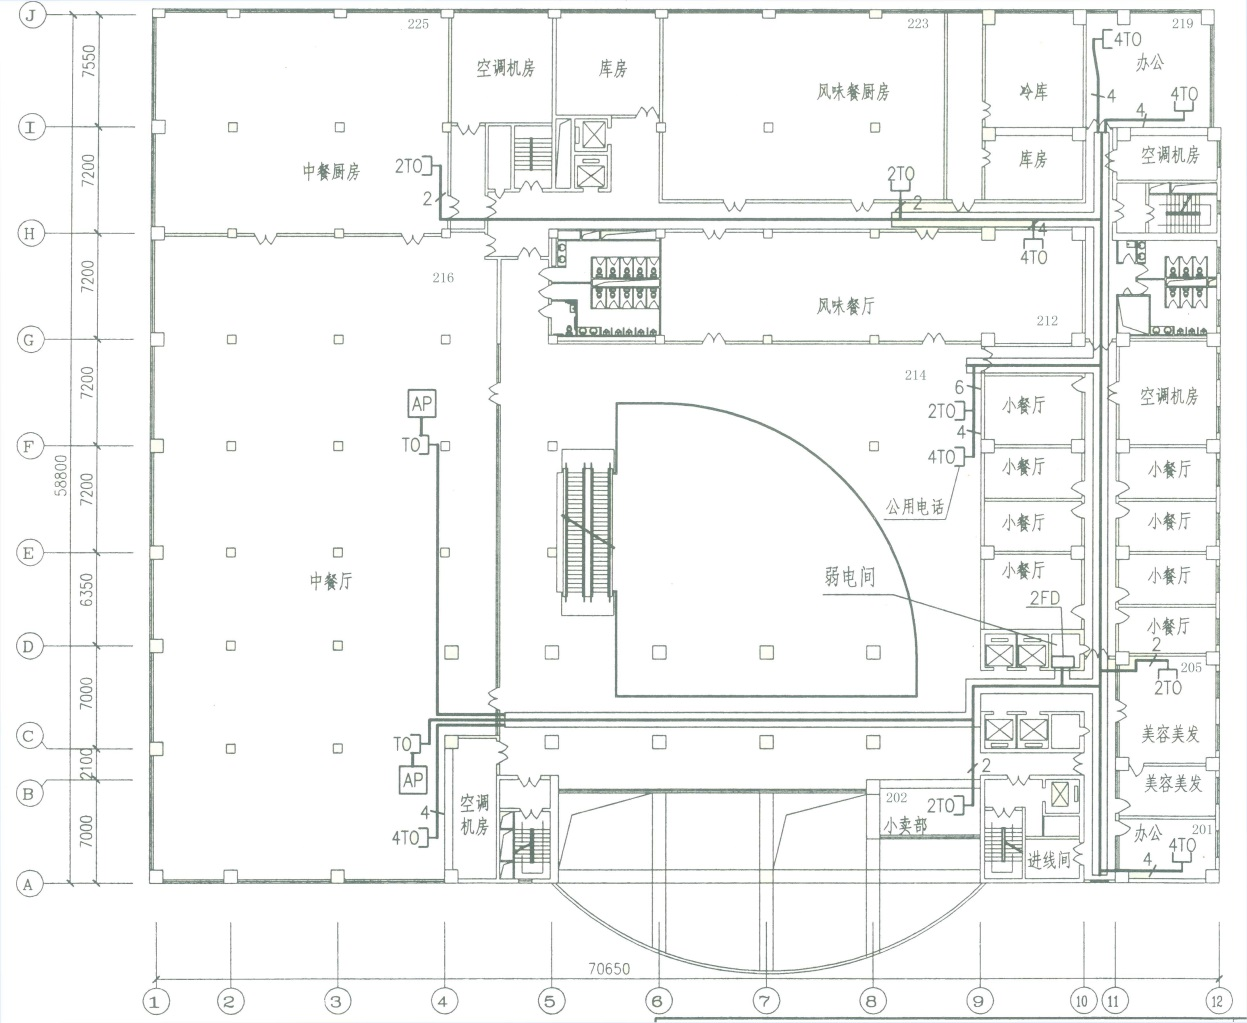 J
I
H
G
F
E
D
C
B
A
7550
7200
7200
7200
7200
6350
7000
2100
7000
58800
225
223
219
空调机房
库房
风味餐厨房
冷库
4TO
办公
4
4
4TO
中餐厨房
2TO
2
2TO
2
库房
空调机房
4
4TO
216
风味餐厅
212
214
AP
TO
6
2TO
4
4TO
小餐厅
空调机房
小餐厅
小餐厅
公用电话
小餐厅
小餐厅
中餐厅
弱电间
小餐厅
小餐厅
2FD
小餐厅
2
205
2TO
TO
AP
美容美发
2
美容美发
4
4TO
空调
机房
2TO
202
小卖部
进线间
办公
201
4TO
4
70650
1
2
3
4
5
6
7
8
9
10
11
12